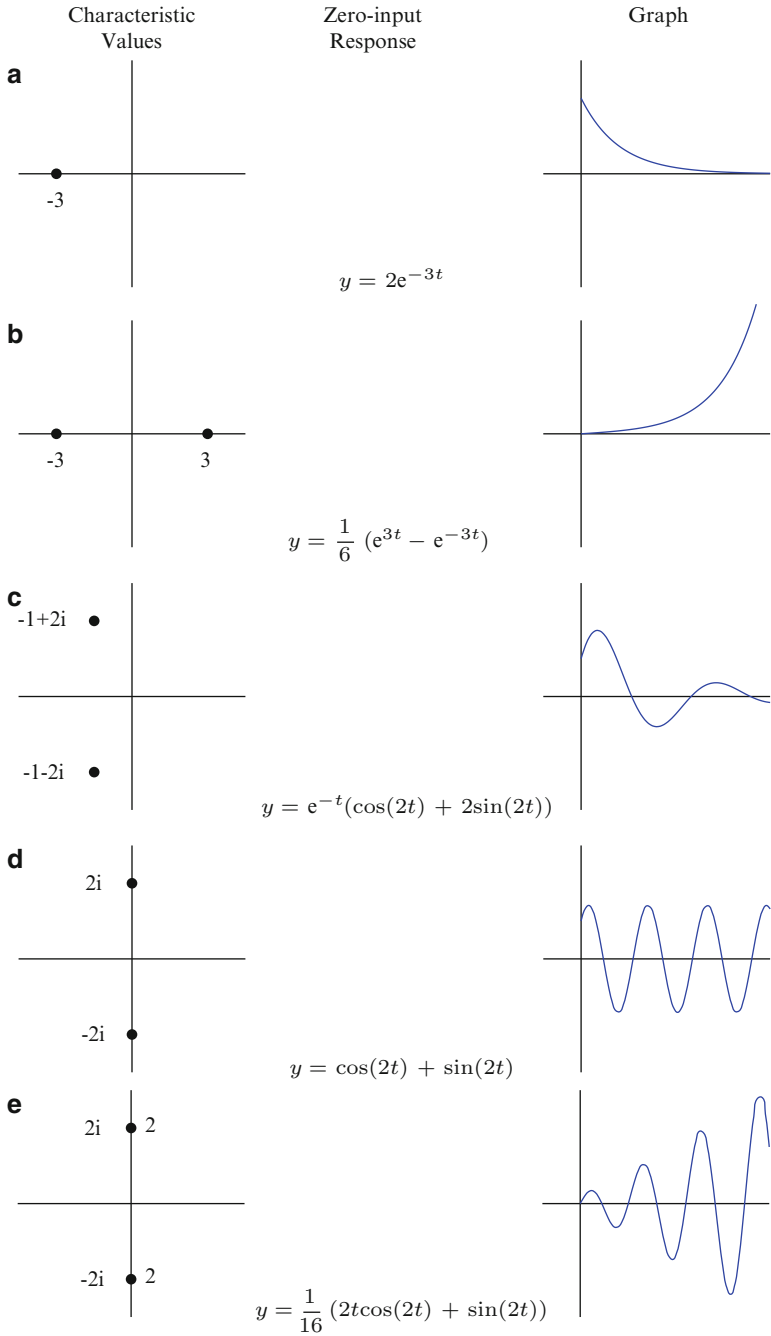 Characteristic Values
Zero-input Response
Graph
a
-3
y = 2e^{-3t}
b
-3 3
y = \frac{1}{6} (e^{3t} − e^{-3t})
c
-1+2i
-1-2i
y = e^{-t}(cos(2t) + 2sin(2t))
d
2i
-2i
y = cos(2t) + sin(2t)
e
2i 2
-2i 2
y = \frac{1}{16} (2tcos(2t) + sin(2t))